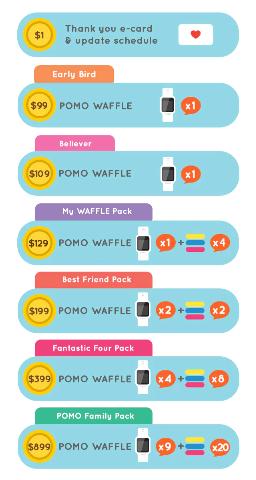 $1 Thank you e-card
& update schedule
Early Bird
$99 POMO WAFFLE x1
Believer
$109 POMO WAFFLE x1
My WAFFLE Pack
$129 POMO WAFFLE x1 + x4
Best Friend Pack
$199 POMO WAFFLE x2 + x2
Fantastic Four Pack
$399 POMO WAFFLE x4 + x8
POMO Family Pack
$899 POMO WAFFLE x9 + x20